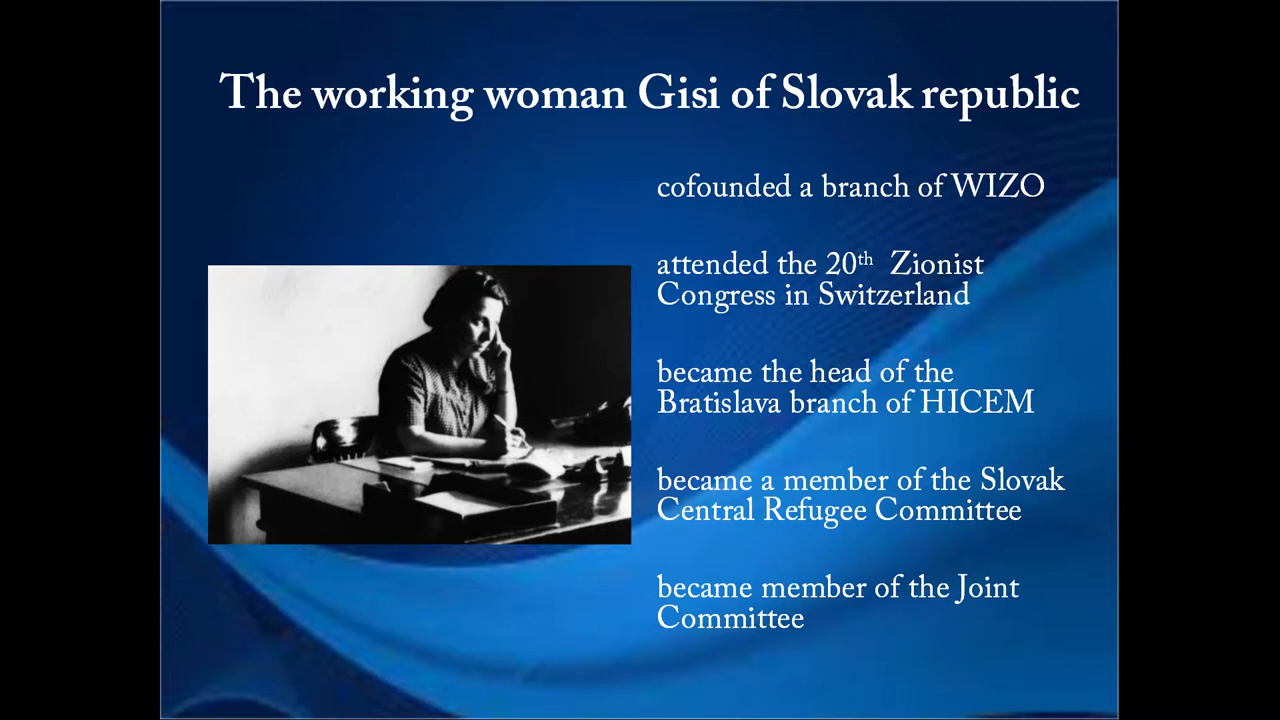 The working woman Gisi of Slovak republic
cofounded a branch of WIZO
attended the 20th Zionist
Congress in Switzerland
became the head of the
Bratislava branch of HICEM
became a member of the Slovak
Central Refugee Committee
became member of the Joint
Committee